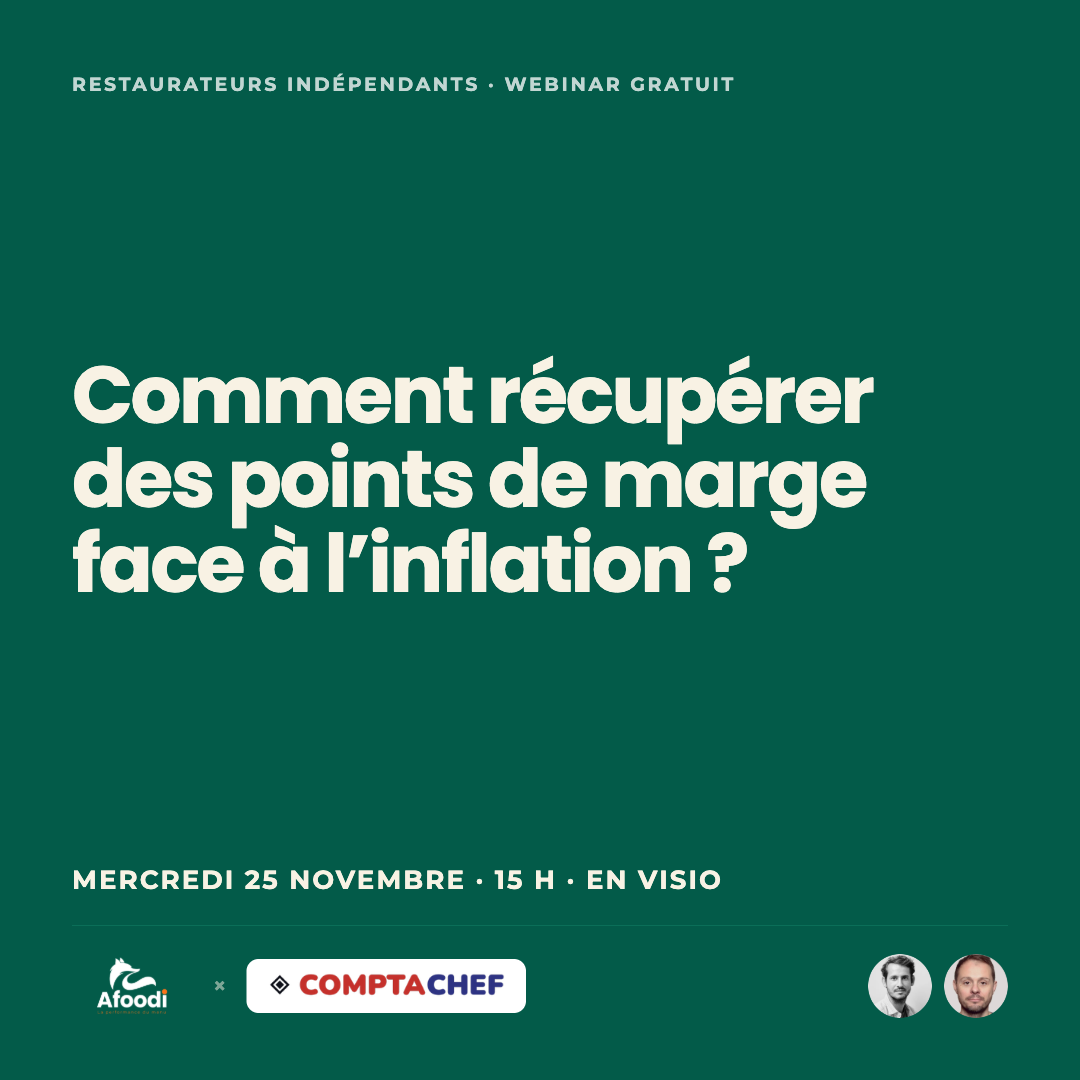 RESTAURATEURS INDÉPENDANTS · WEBINAR GRATUIT
Comment récupérer
des points de marge
face à l’inflation ?
MERCREDI 25 NOVEMBRE · 15 H · EN VISIO
Afoodi
×
COMPTACHEF